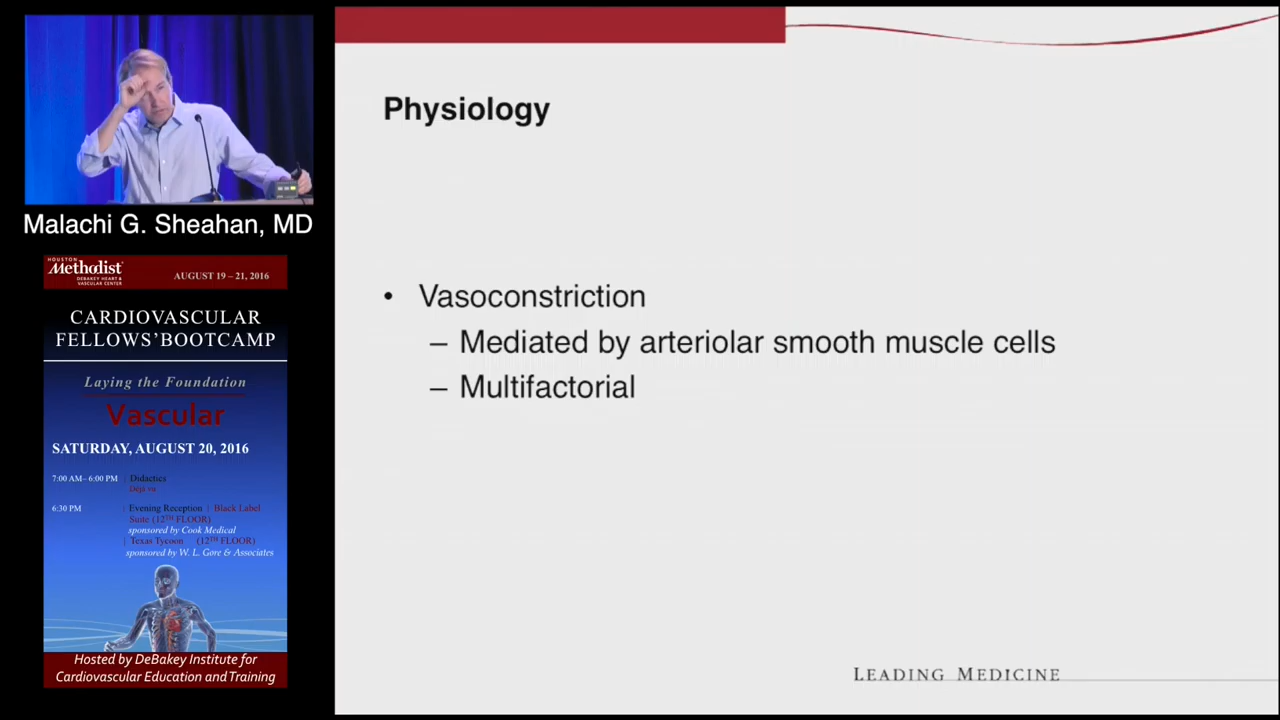 Malachi G. Sheahan, MD
HOUSTON
Methodist
DEBAKEY HEART &
VASCULAR CENTER
AUGUST 19 – 21, 2016
CARDIOVASCULAR
FELLOWS'BOOTCAMP
Laying the Foundation
Vascular
SATURDAY, AUGUST 20, 2016
7:00 AM– 6:00 PM | Didactics
Déjà vu
6:30 PM | Evening Reception | Black Label
Suite (12TH FLOOR)
sponsored by Cook Medical
| Texas Tycoon (12TH FLOOR)
sponsored by W. L. Gore & Associates
Hosted by DeBakey Institute for
Cardiovascular Education and Training
Physiology
• Vasoconstriction
– Mediated by arteriolar smooth muscle cells
– Multifactorial
LEADING MEDICINE